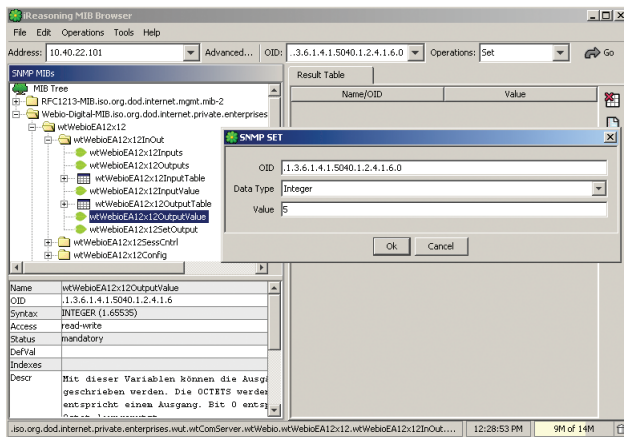 iReasoning MIB Browser
File Edit Operations Tools Help
Address: 10.40.22.101 Advanced... OID: ..3.6.1.4.1.5040.1.2.4.1.6.0 Operations: Set Go
SNMP MIBs
MIB Tree
RFC1213-MIB.iso.org.dod.internet.mgmt.mib-2
Webio-Digital-MIB.iso.org.dod.internet.private.enterprises
wtWebioEA12x12
wtWebioEA12x12InOut
wtWebioEA12x12Inputs
wtWebioEA12x12Outputs
wtWebioEA12x12InputTable
wtWebioEA12x12InputValue
wtWebioEA12x12OutputTable
wtWebioEA12x12OutputValue
wtWebioEA12x12SetOutput
wtWebioEA12x12SessCntrl
wtWebioEA12x12Config
Result Table
Name/OID Value
SNMP SET
OID .1.3.6.1.4.1.5040.1.2.4.1.6.0
Data Type Integer
Value 5
Ok Cancel
Name wtWebioEA12x12OutputValue
OID .1.3.6.1.4.1.5040.1.2.4.1.6
Syntax INTEGER (1.65535)
Access read-write
Status mandatory
DefVal
Indexes
Descr Mit dieser Variablen können die Ausgä
geschrieben werden. Die OCTETS werde
entspricht einem Ausgang. Bit 0 ents
.iso.org.dod.internet.private.enterprises.wut.wtComServer.wtWebio.wtWebioEA12x12.wtWebioEA12x12InOut.... 12:28:53 PM 9M of 14M